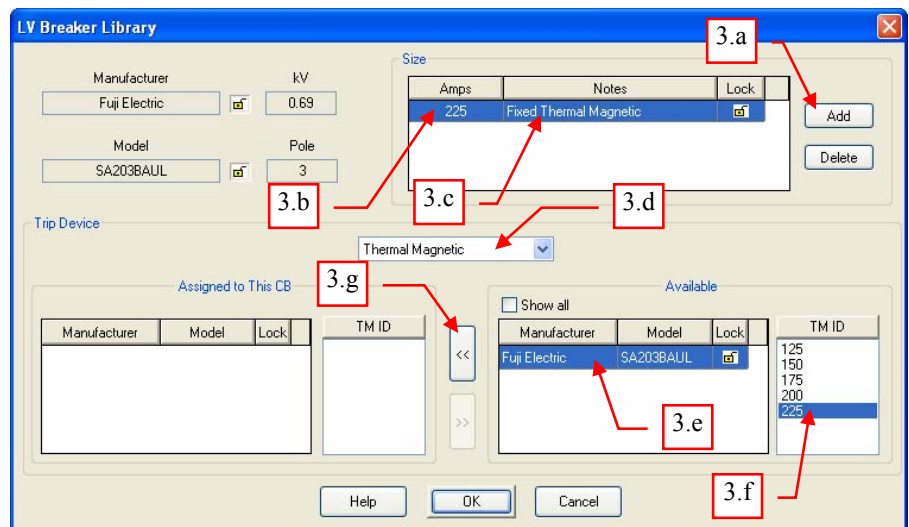 LV Breaker Library
3.a
Manufacturer kV
Fuji Electric 0.69
Model Pole
SA203BAUL 3
Size
Amps Notes Lock
225 Fixed Thermal Magnetic
Add
Delete
3.b 3.c 3.d
Trip Device
Thermal Magnetic
3.g
Assigned to This CB
Manufacturer Model Lock TM ID
<<
>>
Available
Show all
Manufacturer Model Lock TM ID
Fuji Electric SA203BAUL
125
150
175
200
225
3.e
3.f
Help OK Cancel